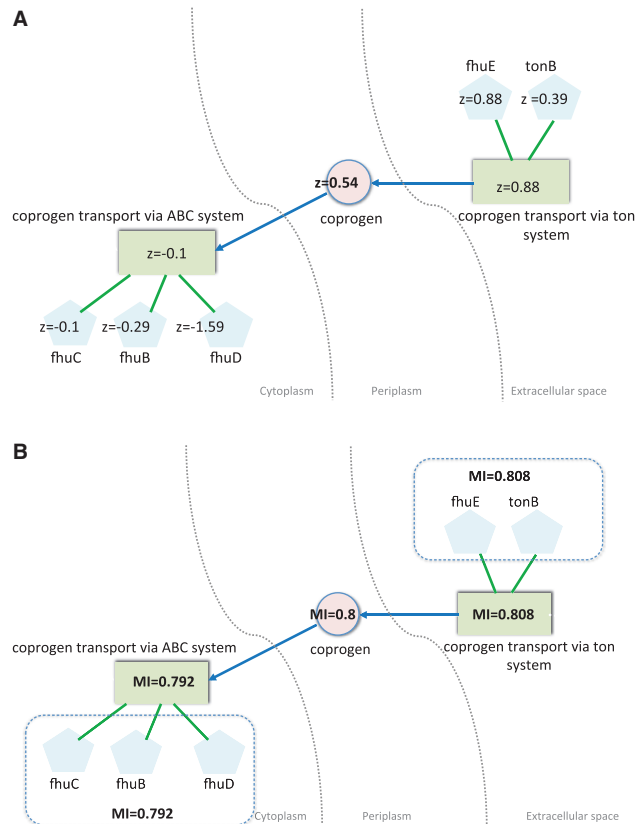 A
fhuE tonB
z=0.88 z =0.39
z=0.54
z=0.88
coprogen
coprogen transport via ton
system
coprogen transport via ABC system
z=-0.1
z=-0.1 z=-0.29 z=-1.59
fhuC fhuB fhuD
Cytoplasm Periplasm Extracellular space
B
MI=0.808
fhuE tonB
MI=0.8
MI=0.808
coprogen
coprogen transport via ton
system
coprogen transport via ABC system
MI=0.792
fhuC fhuB fhuD
MI=0.792
Cytoplasm Periplasm Extracellular space